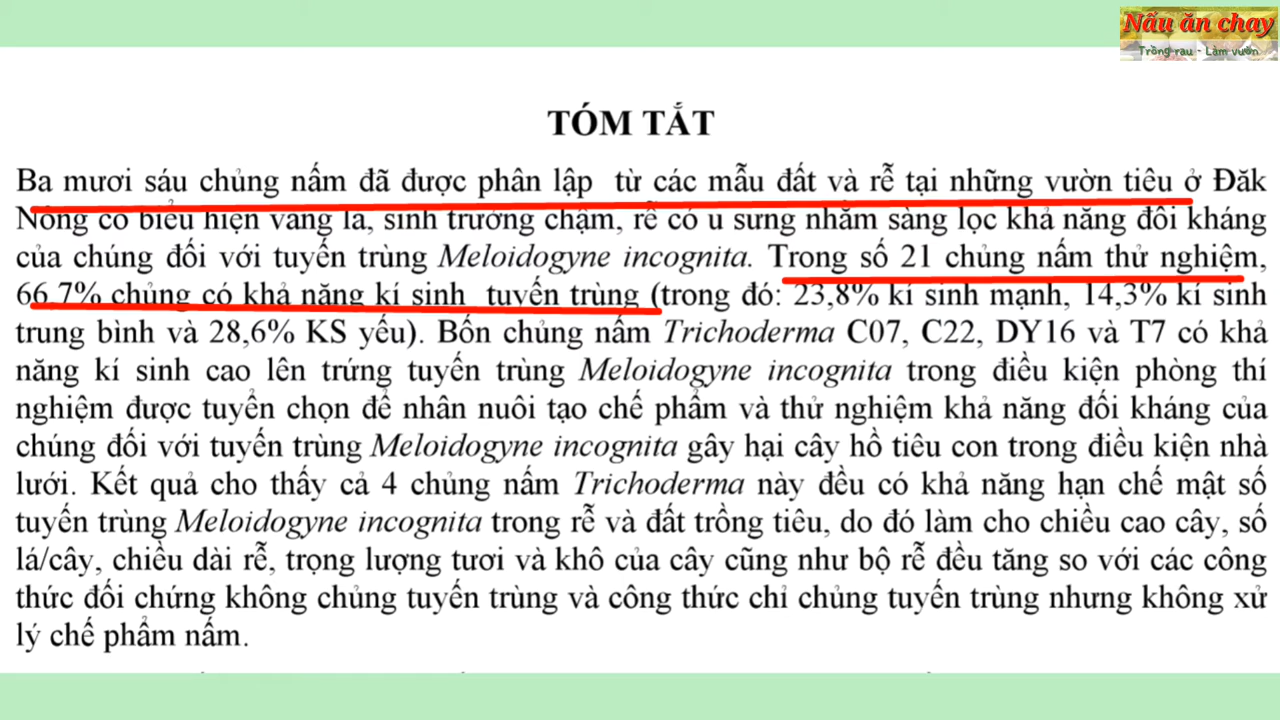 Nấu ăn chay
Trồng rau - Làm vườn
TÓM TẮT
Ba mươi sáu chủng nấm đã được phân lập từ các mẫu đất và rễ tại những vườn tiêu ở Đăk
Nông có biểu hiện vàng lá, sinh trưởng chậm, rễ có u sưng nhằm sàng lọc khả năng đối kháng
của chúng đối với tuyến trùng Meloidogyne incognita. Trong số 21 chủng nấm thử nghiệm,
66,7% chủng có khả năng kí sinh tuyến trùng (trong đó: 23,8% kí sinh mạnh, 14,3% kí sinh
trung bình và 28,6% KS yếu). Bốn chủng nấm Trichoderma C07, C22, DY16 và T7 có khả
năng kí sinh cao lên trứng tuyến trùng Meloidogyne incognita trong điều kiện phòng thí
nghiệm được tuyển chọn để nhân nuôi tạo chế phẩm và thử nghiệm khả năng đối kháng của
chúng đối với tuyến trùng Meloidogyne incognita gây hại cây hồ tiêu con trong điều kiện nhà
lưới. Kết quả cho thấy cả 4 chủng nấm Trichoderma này đều có khả năng hạn chế mật số
tuyến trùng Meloidogyne incognita trong rễ và đất trồng tiêu, do đó làm cho chiều cao cây, số
lá/cây, chiều dài rễ, trọng lượng tươi và khô của cây cũng như bộ rễ đều tăng so với các công
thức đối chứng không chủng tuyến trùng và công thức chỉ chủng tuyến trùng nhưng không xử
lý chế phẩm nấm.